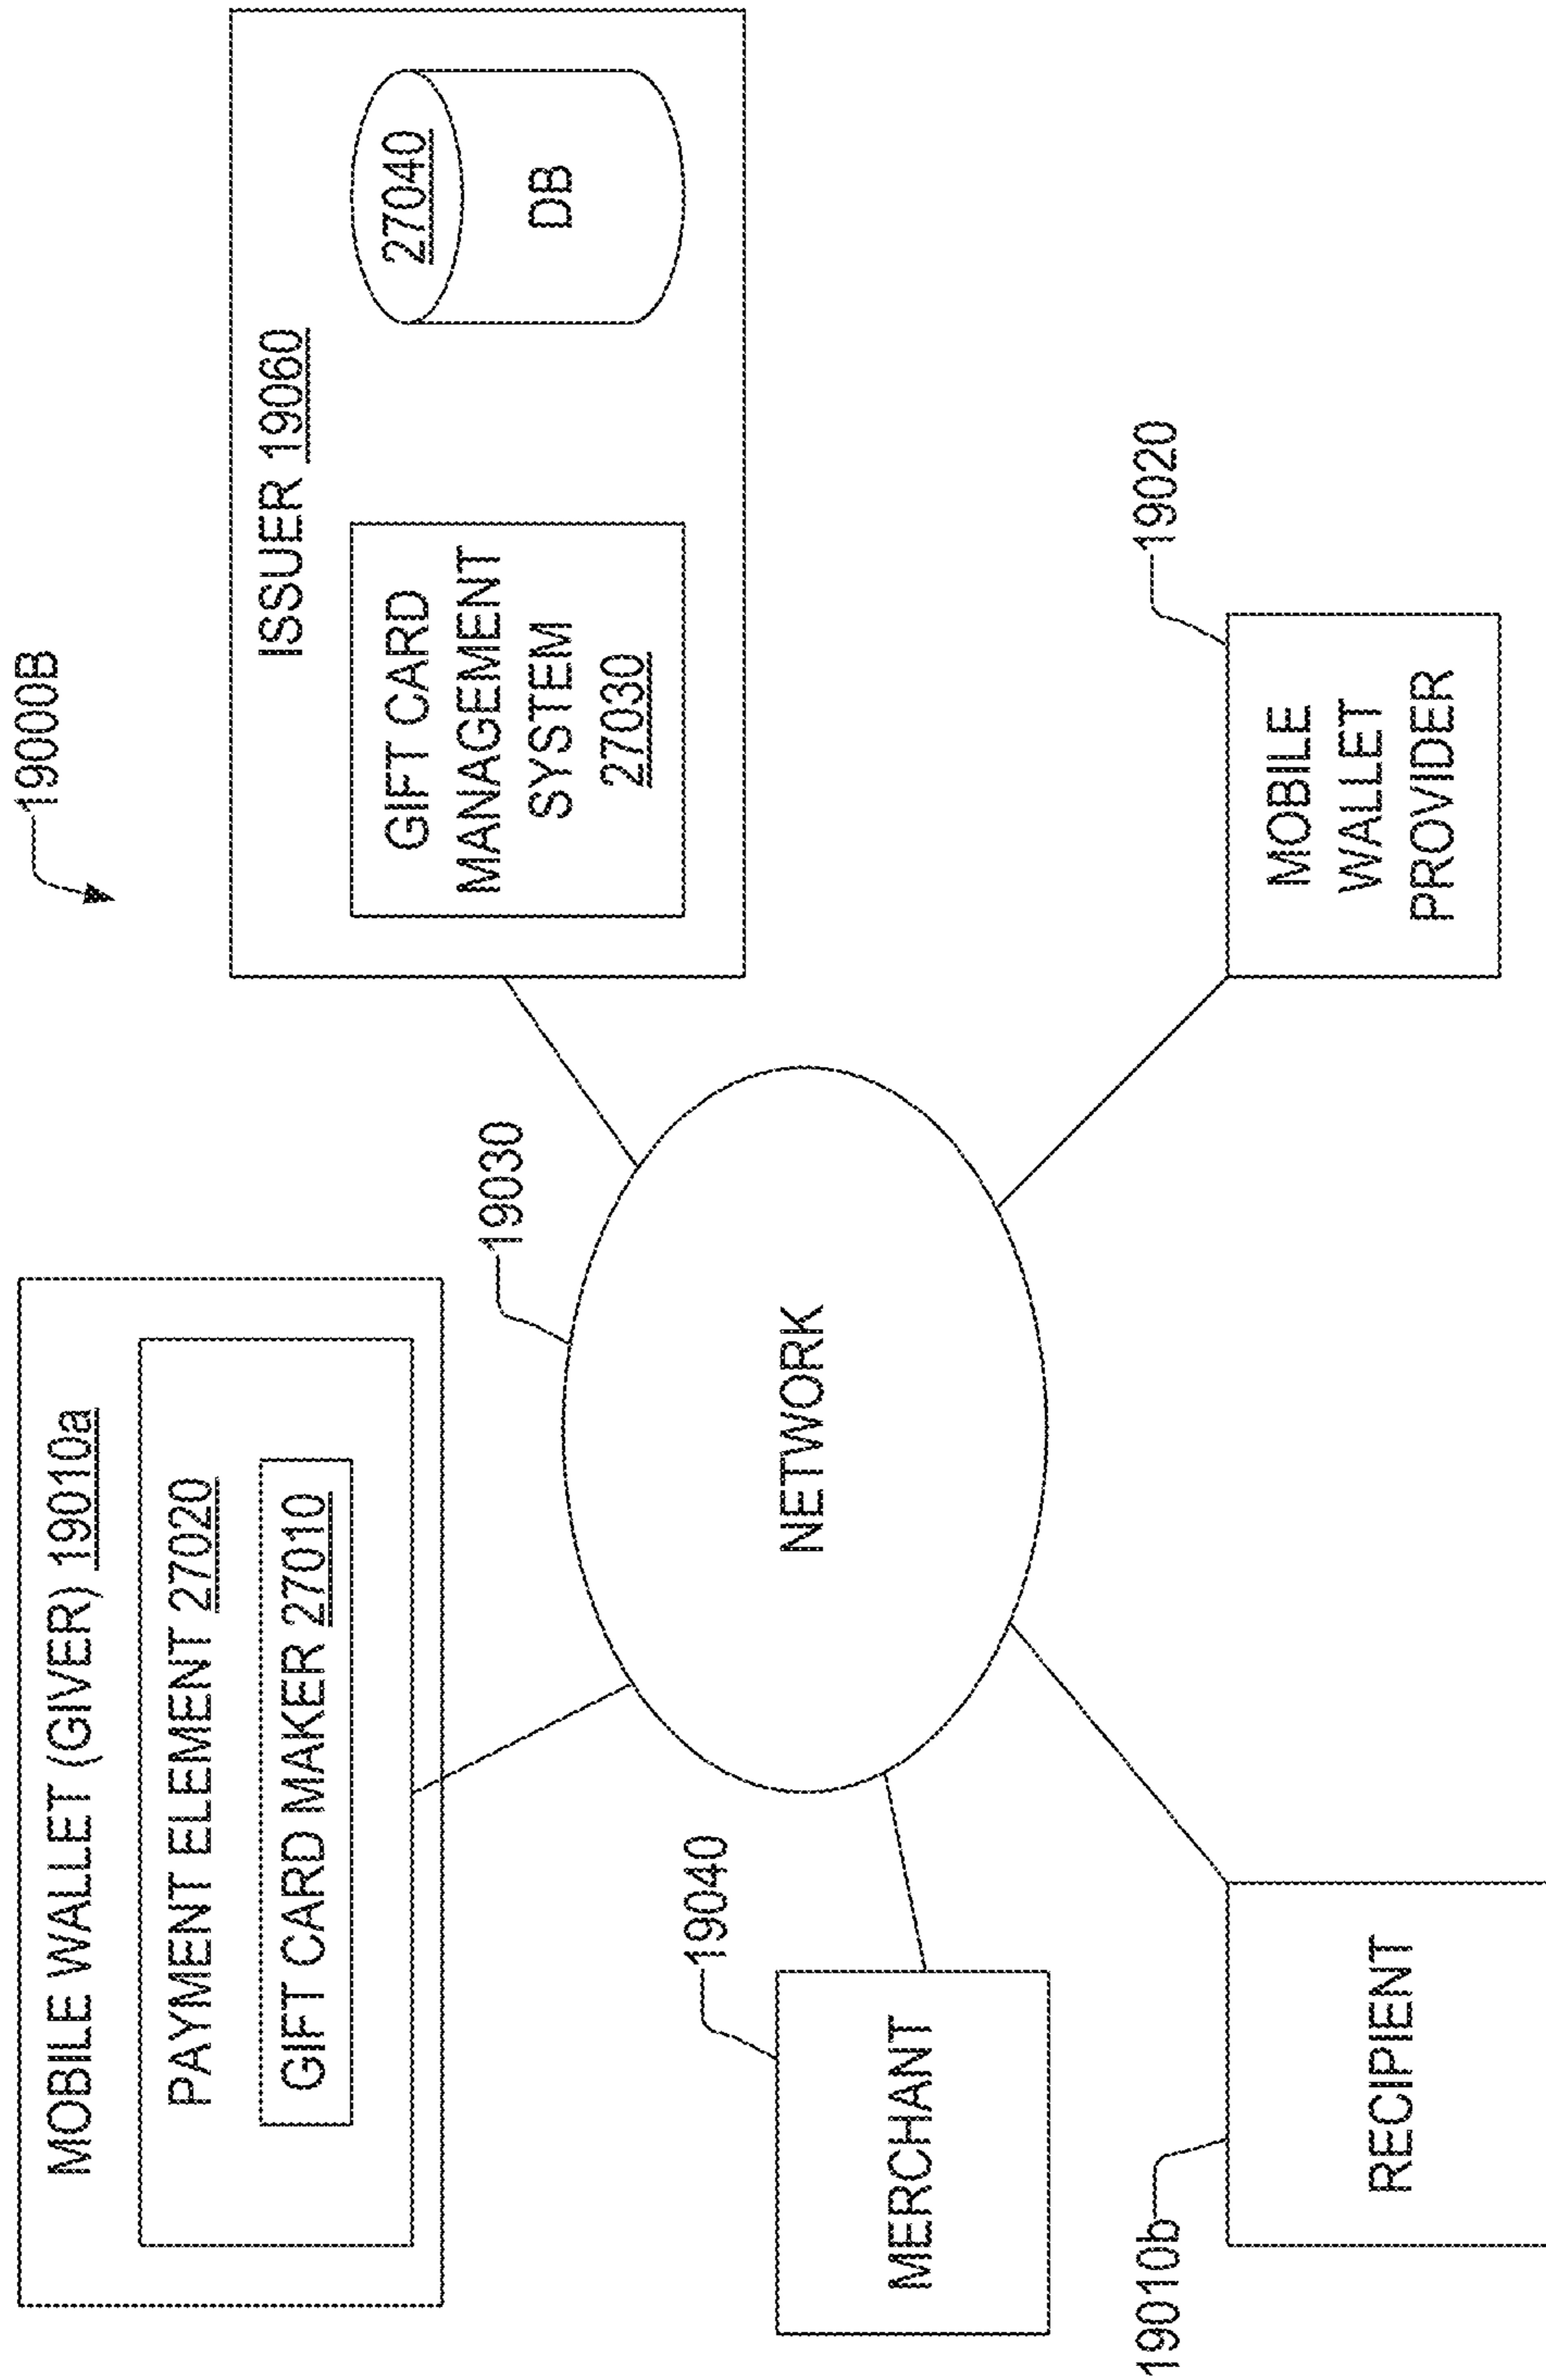 19000B
MOBILE WALLET (GIVER) 19010a
PAYMENT ELEMENT 27020
GIFT CARD MAKER 27010
ISSUER 19060
GIFT CARD
MANAGEMENT
SYSTEM
27030
27040
DB
19030
NETWORK
19040
MERCHANT
19010b
RECIPIENT
19020
MOBILE
WALLET
PROVIDER